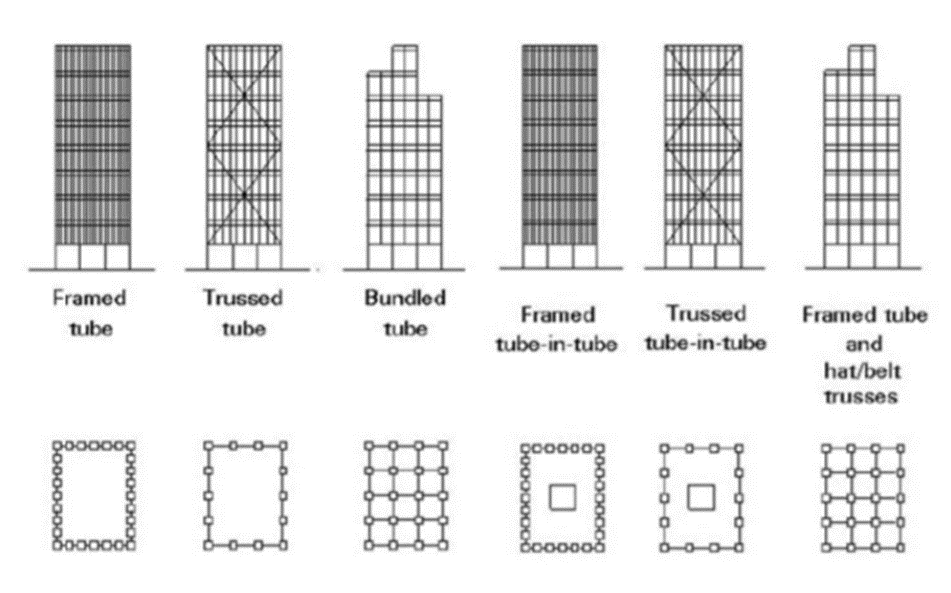 Framed
tube
Trussed
tube
Bundled
tube
Framed
tube-in-tube
Trussed
tube-in-tube
Framed tube
and
hat/belt
trusses